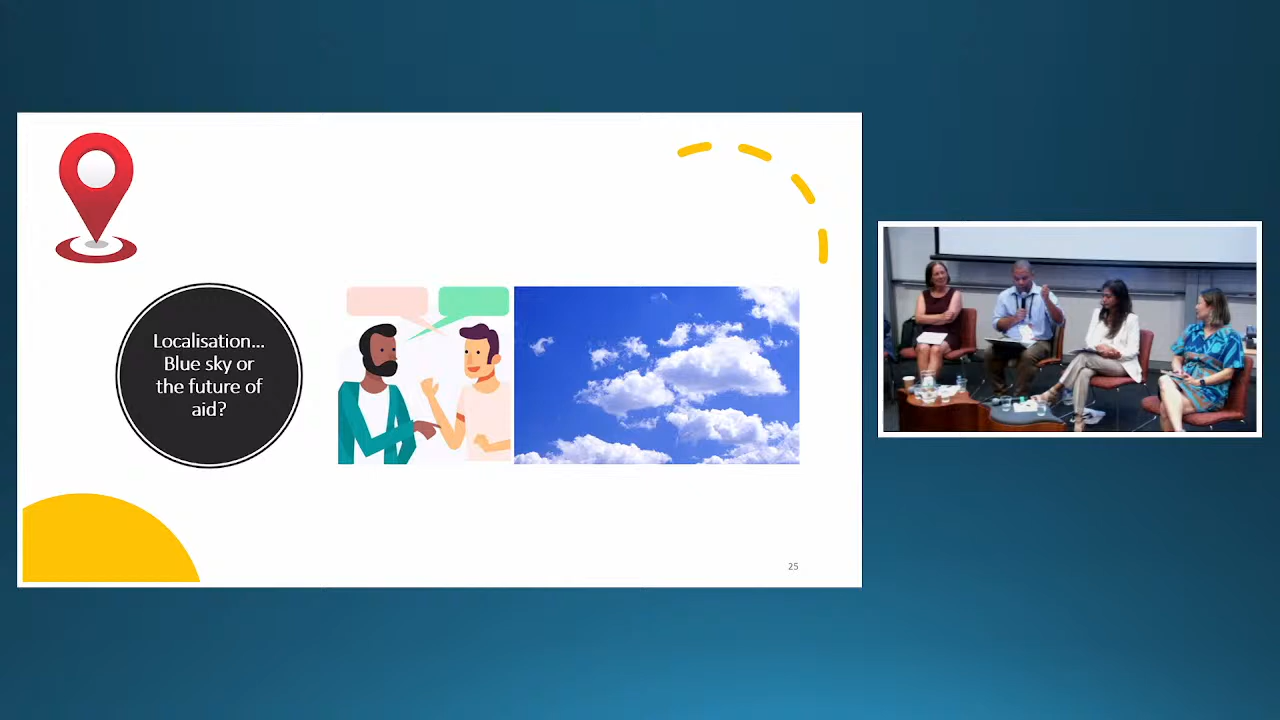 Localisation...
Blue sky or
the future of
aid?
25